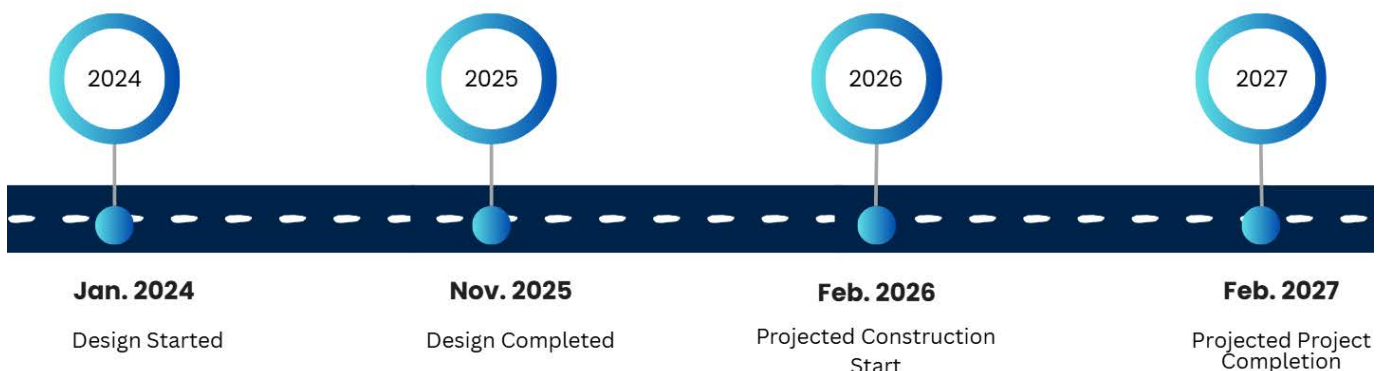 2024
2025
2026
2027
Jan. 2024
Nov. 2025
Feb. 2026
Feb. 2027
Design Started
Design Completed
Projected Construction
Start
Projected Project
Completion